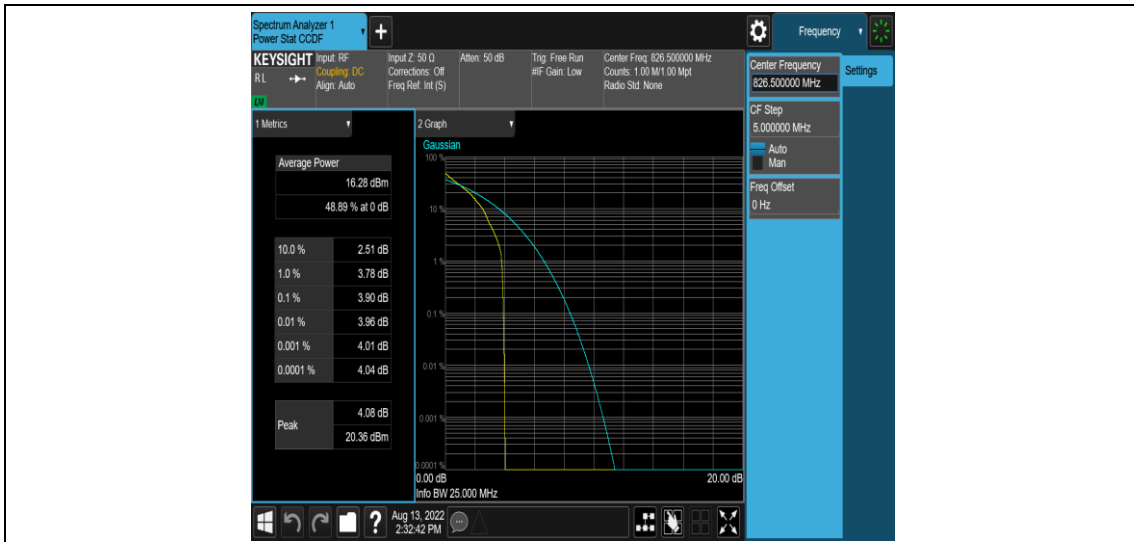 Spectrum Analyzer 1
Power Stat CCDF
Frequency
KEYSIGHT
RL
LM
Input: RF
Coupling: DC
Align: Auto
Input Z: 50 Ω
Corrections: Off
Freq Ref: Int (S)
Atten: 50 dB
Trig: Free Run
#IF Gain: Low
Center Freq: 826.500000 MHz
Counts: 1.00 M/1.00 Mpt
Radio Std: None
Center Frequency
826.500000 MHz
Settings
CF Step
5.000000 MHz
Auto
Man
Freq Offset
0 Hz
1 Metrics
Average Power
16.28 dBm
48.89 % at 0 dB
10.0 % 2.51 dB
1.0 % 3.78 dB
0.1 % 3.90 dB
0.01 % 3.96 dB
0.001 % 4.01 dB
0.0001 % 4.04 dB
Peak
4.08 dB
20.36 dBm
2 Graph
Gaussian
100 %
10 %
1 %
0.1 %
0.01 %
0.001 %
0.0001 %
0.00 dB 20.00 dB
Info BW 25.000 MHz
?
Aug 13, 2022
2:32:42 PM